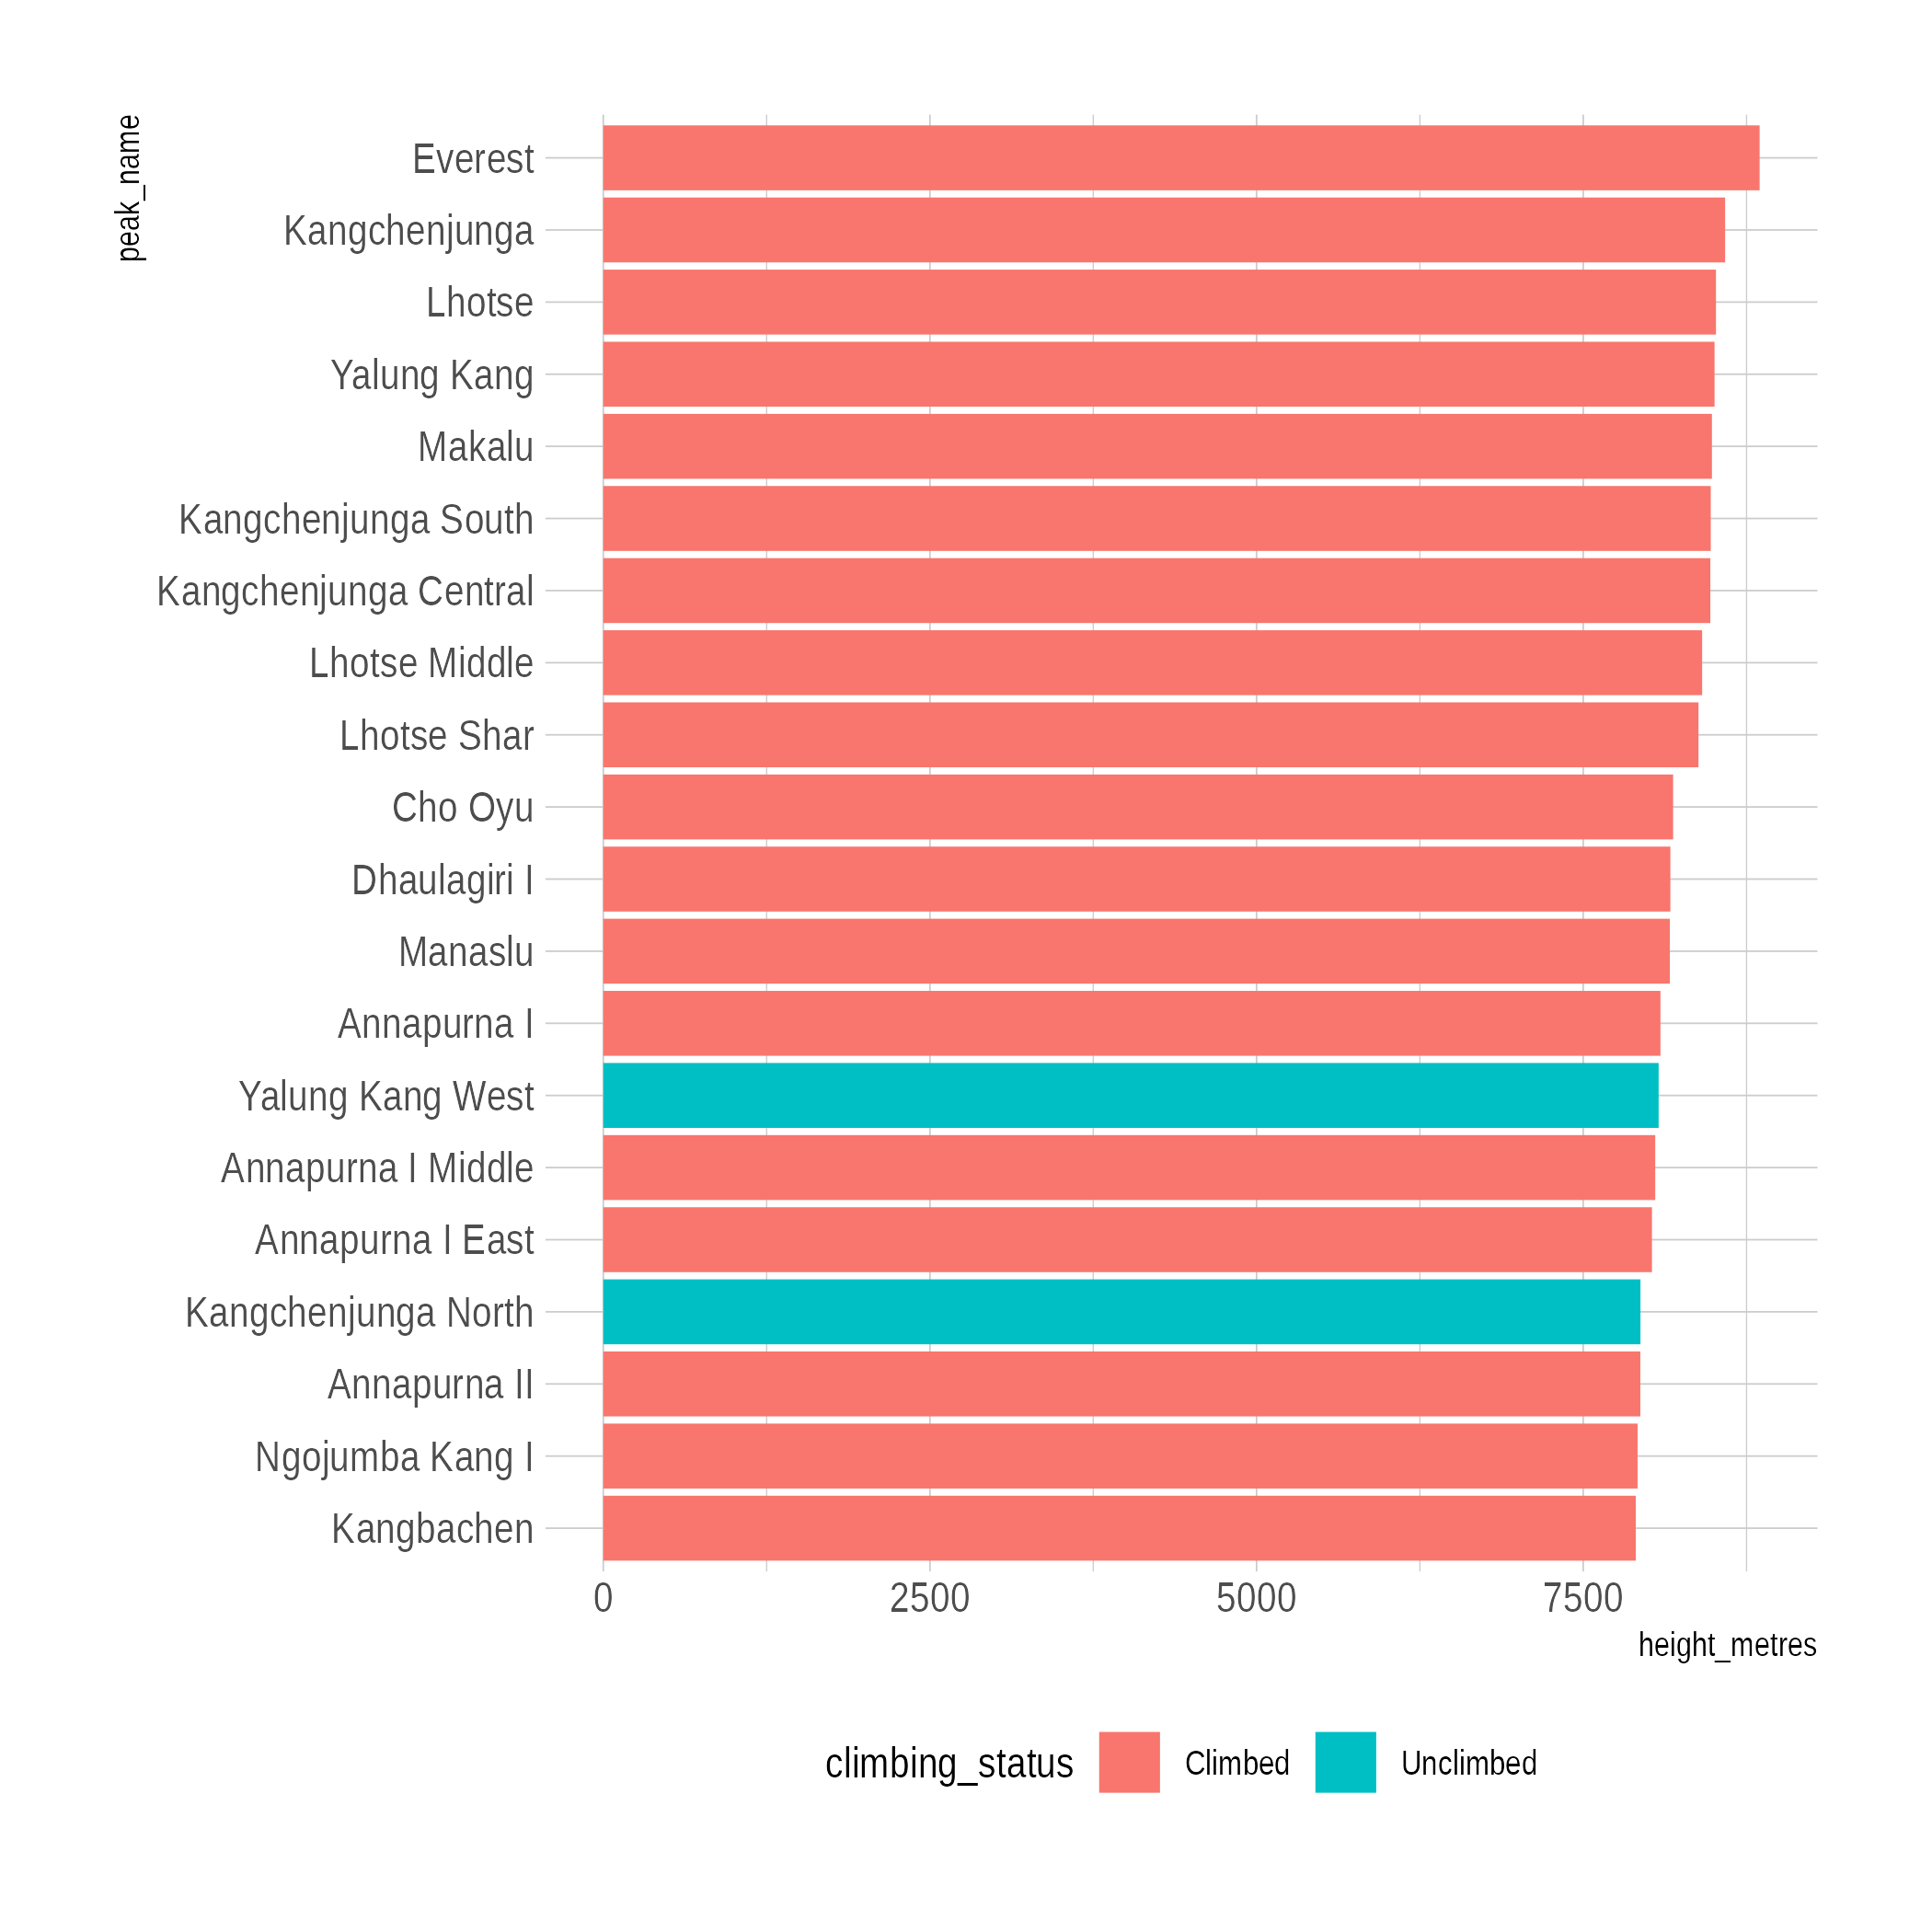 peak_name
Everest
Kangchenjunga
Lhotse
Yalung Kang
Makalu
Kangchenjunga South
Kangchenjunga Central
Lhotse Middle
Lhotse Shar
Cho Oyu
Dhaulagiri I
Manaslu
Annapurna I
Yalung Kang West
Annapurna I Middle
Annapurna I East
Kangchenjunga North
Annapurna II
Ngojumba Kang I
Kangbachen
0 2500 5000 7500
height_metres
climbing_status Climbed Unclimbed